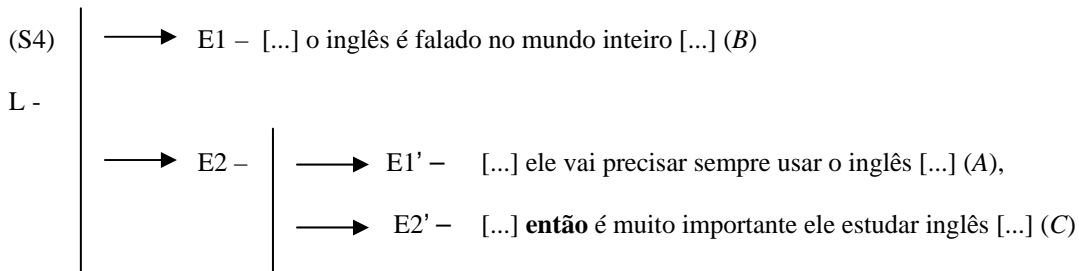 (S4) E1 – [...] o inglês é falado no mundo inteiro [...] (B)
L -
E2 – E1' – [...] ele vai precisar sempre usar o inglês [...] (A),
E2' – [...] então é muito importante ele estudar inglês [...] (C)